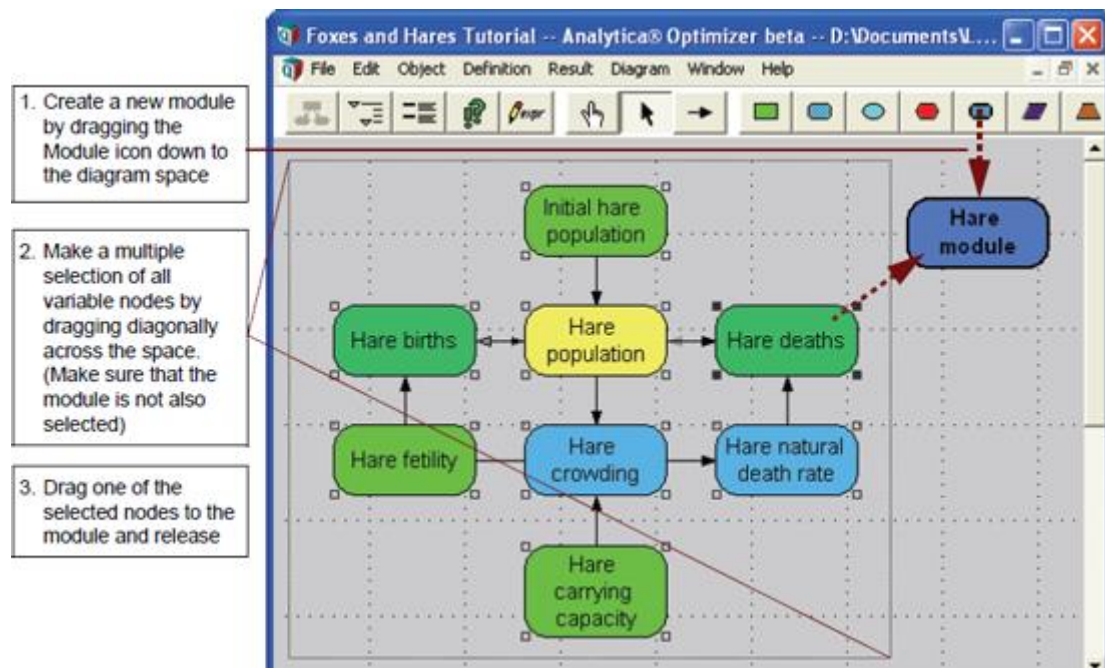 Foxes and Hares Tutorial -- Analytica® Optimizer beta -- D:\Documents\L...
File Edit Object Definition Result Diagram Window Help
expr
1. Create a new module
by dragging the
Module icon down to
the diagram space
2. Make a multiple
selection of all
variable nodes by
dragging diagonally
across the space.
(Make sure that the
module is not also
selected)
3. Drag one of the
selected nodes to the
module and release
Initial hare
population
Hare
module
Hare births
Hare
population
Hare deaths
Hare fetility
Hare
crowding
Hare natural
death rate
Hare
carrying
capacity